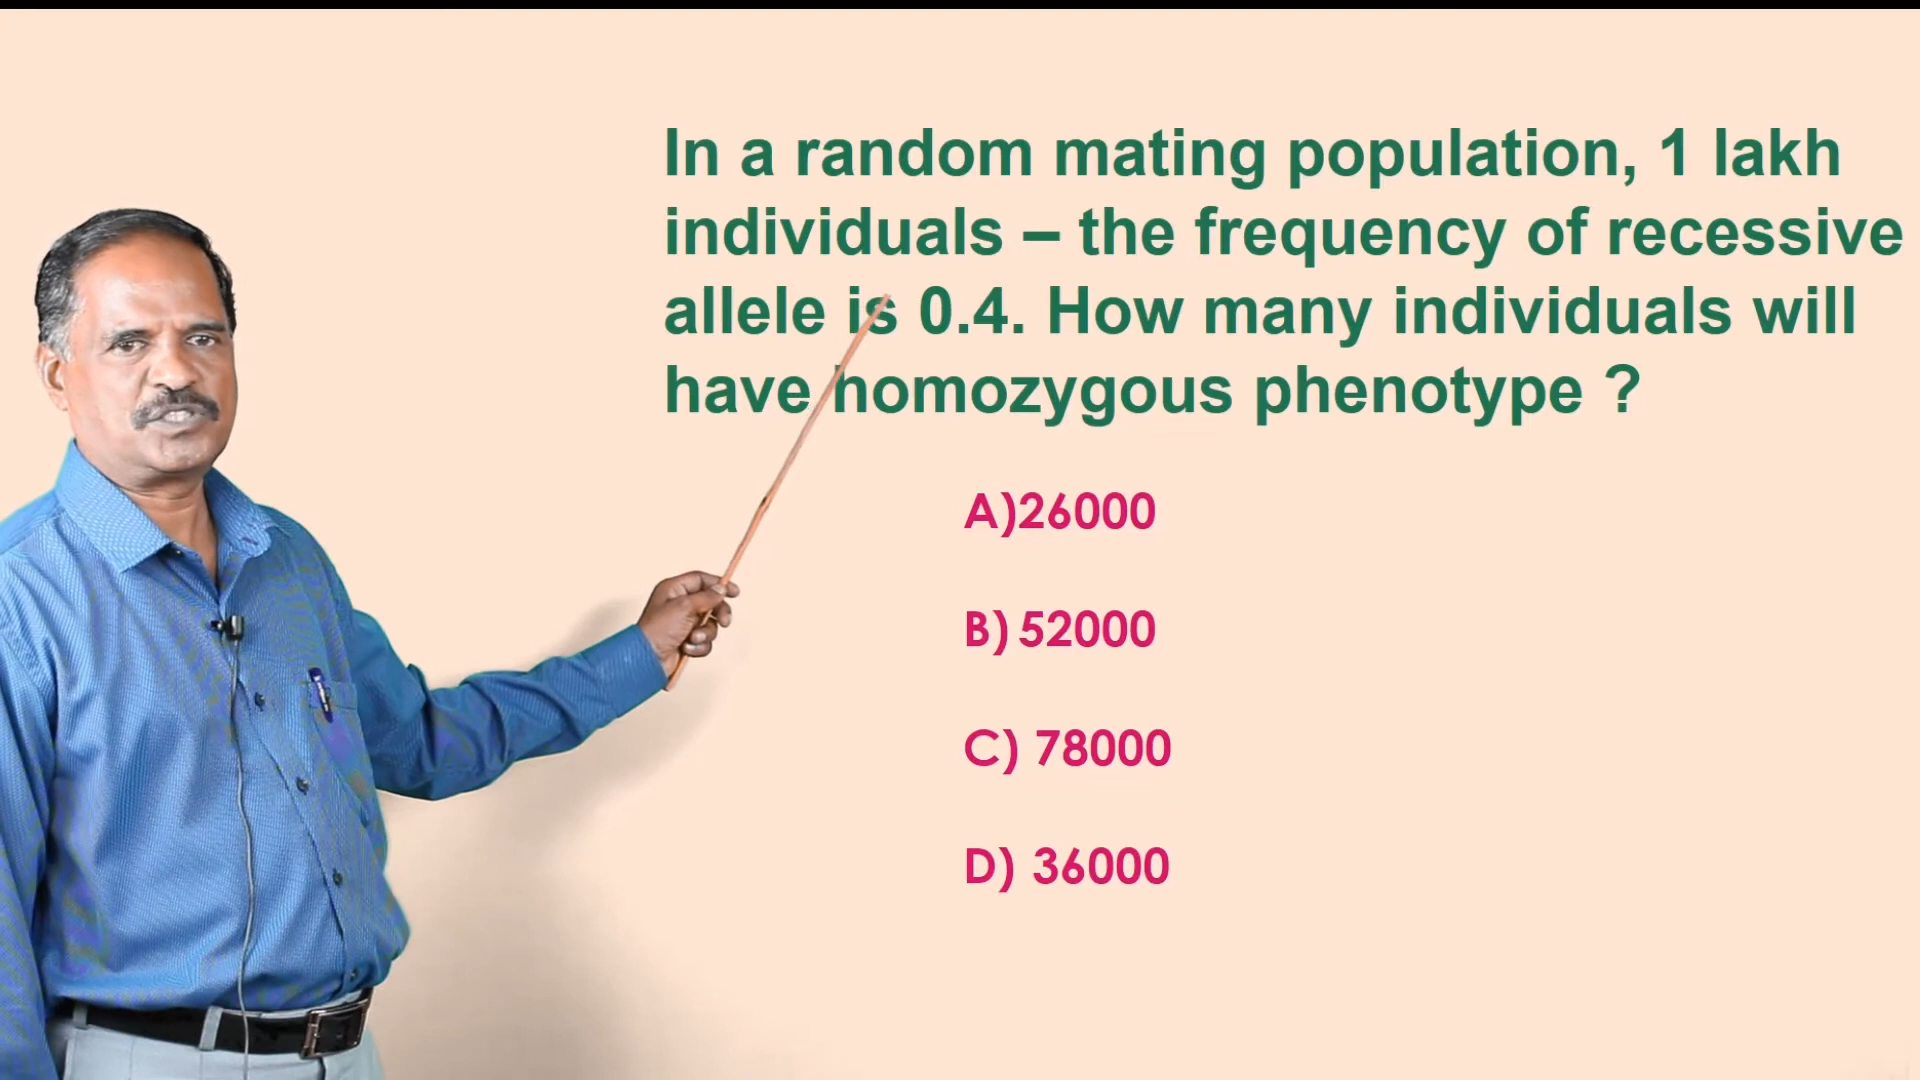 In a random mating population, 1 lakh
individuals – the frequency of recessive
allele is 0.4. How many individuals will
have homozygous phenotype ?
A)26000
B) 52000
C) 78000
D) 36000